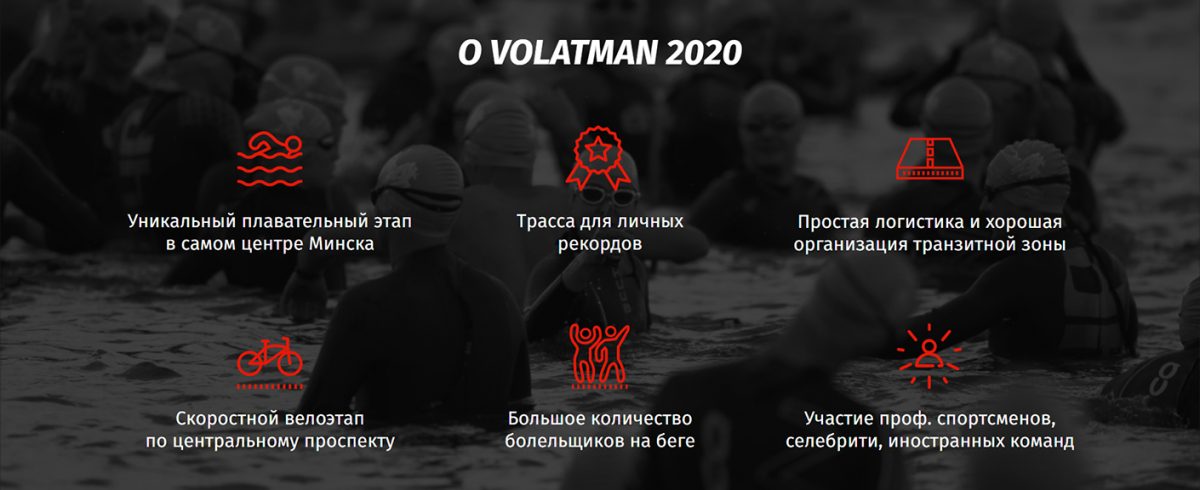 О VOLATMAN 2020
Уникальный плавательный этап
в самом центре Минска
Трасса для личных
рекордов
Простая логистика и хорошая
организация транзитной зоны
Скоростной велоэтап
по центральному проспекту
Большое количество
болельщиков на беге
Участие проф. спортсменов,
селебрити, иностранных команд